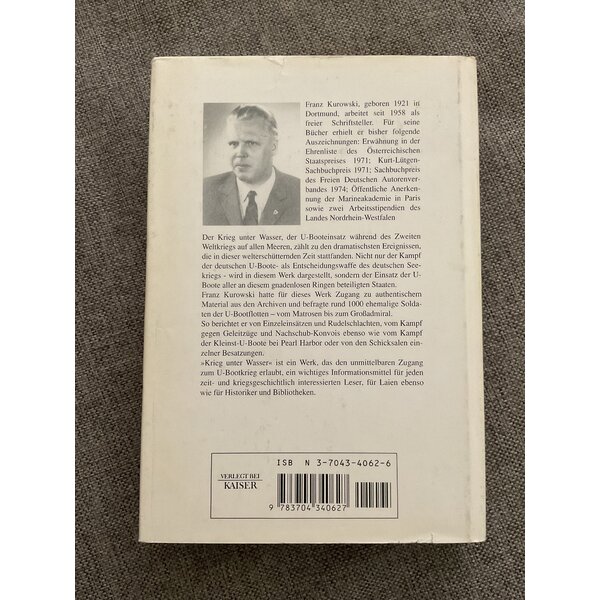 Franz Kurowski, geboren 1921 in
Dortmund, arbeitet seit 1958 als
freier Schriftsteller. Für seine
Bücher erhielt er bisher folgende
Auszeichnungen: Erwähnung in der
Ehrenliste des Österreichischen
Staatspreises 1971; Kurt-Lütgen-
Sachbuchpreis 1971; Sachbuchpreis
des Freien Deutschen Autorenver-
bandes 1974; Öffentliche Anerken-
nung der Marineakademie in Paris
sowie zwei Arbeitsstipendien des
Landes Nordrhein-Westfalen
Der Krieg unter Wasser, der U-Booteinsatz während des Zweiten
Weltkriegs auf allen Meeren, zählt zu den dramatischsten Ereignissen,
die in dieser welterschütternden Zeit stattfanden. Nicht nur der Kampf
der deutschen U-Boote- als Entscheidungswaffe des deutschen See-
kriegs - wird in diesem Werk dargestellt, sondern der Einsatz der U-
Boote aller an diesem gnadenlosen Ringen beteiligten Staaten.
Franz Kurowski hatte für dieses Werk Zugang zu authentischem
Material aus den Archiven und befragte rund 1000 ehemalige Solda-
ten der U-Bootflotten – vom Matrosen bis zum Großadmiral.
So berichtet er von Einzeleinsätzen und Rudelschlachten, vom Kampf
gegen Geleitzüge und Nachschub-Konvois ebenso wie vom Kampf
der Kleinst-U-Boote bei Pearl Harbor oder von den Schicksalen ein-
zelner Besatzungen.
»Krieg unter Wasser« ist ein Werk, das den unmittelbaren Zugang
zum U-Bootkrieg erlaubt, ein wichtiges Informationsmittel für jeden
zeit- und kriegsgeschichtlich interessierten Leser, für Laien ebenso
wie für Historiker und Bibliotheken.
VERLEGT BEI
KAISER
ISBN 3-7043-4062-6
9 783704 340627